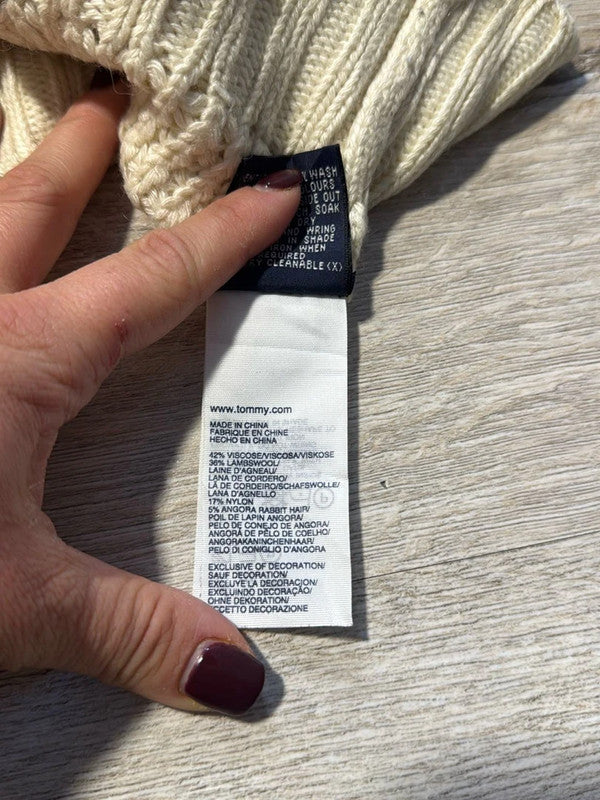 WASH
OURS
DE OUT
SOAK
DRY
AND WRING
IN SHADE
IRON WHEN
REQUIRED
CLEANABLE(X)
www.tommy.com
MADE IN CHINA
FABRIQUE EN CHINE
HECHO EN CHINA
42% VISCOSE/VISCOSA/VISKOSE
36% LAMBSWOOL/
LAINE D'AGNEAU/
LANA DE CORDERO/
LÃ DE CORDEIRO/SCHAFSWOLLE/
LANA D'AGNELLO
17% NYLON
5% ANGORA RABBIT HAIR/
POIL DE LAPIN ANGORA/
PELO DE CONEJO DE ANGORA/
ANGORÁ DE PÊLO DE COELHO/
ANGORAKANINCHENHAAR/
PELO DI CONIGLIO D'ANGORA
EXCLUSIVE OF DECORATION/
SAUF DECORATION/
EXCLUYE LA DECORACION/
EXCLUINDO DECORAÇÃO/
OHNE DEKORATION/
ECCETTO DECORAZIONE